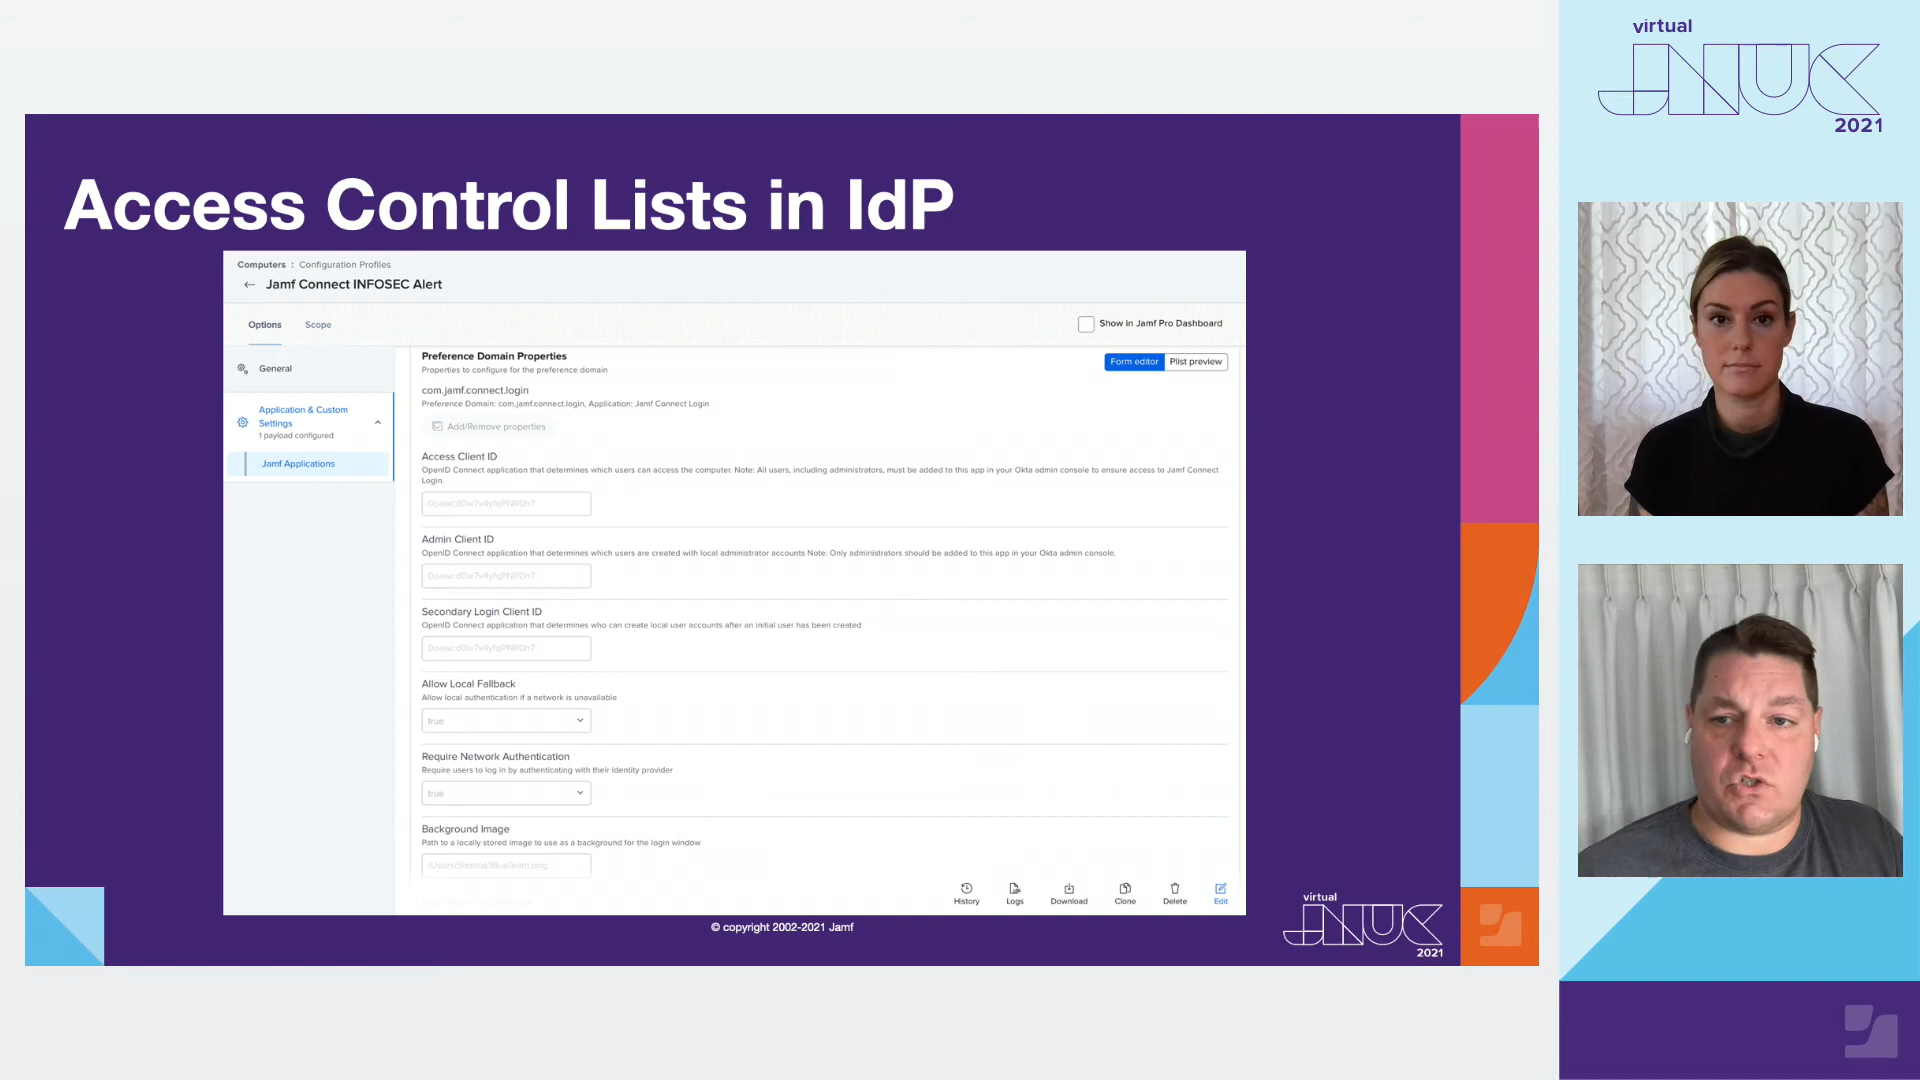 Access Control Lists in IdP
Computers : Configuration Profiles
← Jamf Connect INFOSEC Alert
Options Scope
Show in Jamf Pro Dashboard
General
Application & Custom
Settings
1 payload configured
Jamf Applications
Preference Domain Properties
Properties to configure for the preference domain
Form editor Plist preview
com.jamf.connect.login
Preference Domain: com.jamf.connect.login, Application: Jamf Connect Login
Add/Remove properties
Access Client ID
OpenID Connect application that determines which users can access the computer. Note: All users, including administrators, must be added to this app in your Okta admin console to ensure access to Jamf Connect
Login.
Admin Client ID
OpenID Connect application that determines which users are created with local administrator accounts Note: Only administrators should be added to this app in your Okta admin console.
Secondary Login Client ID
OpenID Connect application that determines who can create local user accounts after an initial user has been created
Allow Local Fallback
Allow local authentication if a network is unavailable
true
Require Network Authentication
Require users to log in by authenticating with their identity provider
true
Background Image
Path to a locally stored image to use as a background for the login window
/Users/Shared/BlueTeam.png
History Logs Download Clone Delete Edit
© copyright 2002-2021 Jamf
virtual
JNUC
2021
virtual
JNUC
2021